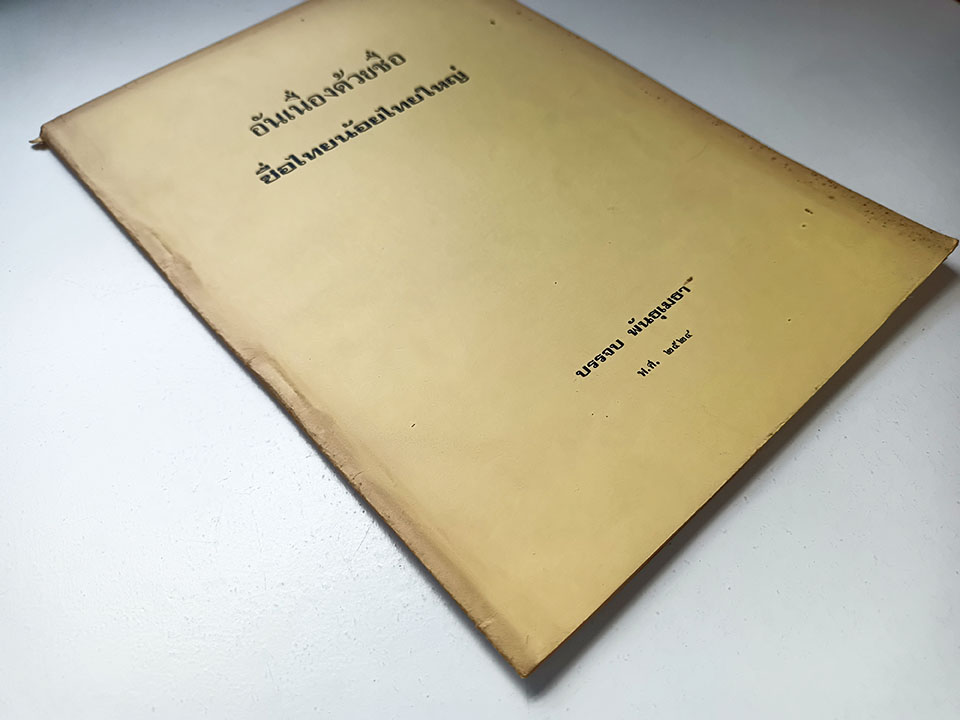 อันเนื่องด้วยชื่อ
ชื่อไทยน้อยไทยใหญ่
บรรจบ พันธุเมธา
พ.ศ. ๒๕๒๔